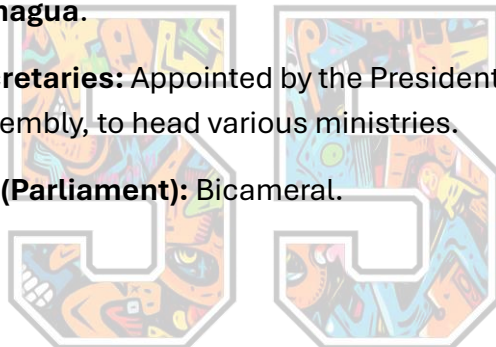 nagua.
retaries: Appointed by the President
embly, to head various ministries.
(Parliament): Bicameral.